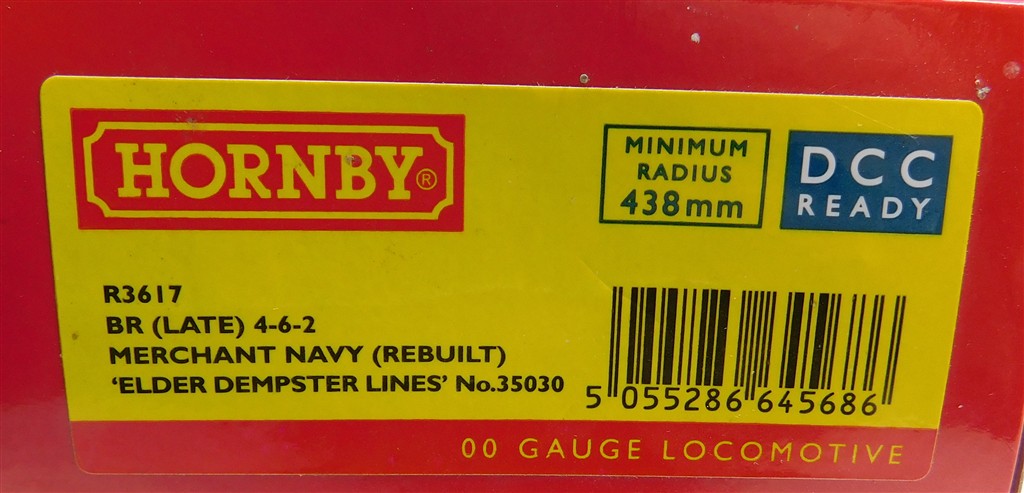 HORNBY®
MINIMUM
RADIUS
438mm
DCC
READY
R3617
BR (LATE) 4-6-2
MERCHANT NAVY (REBUILT)
‘ELDER DEMPSTER LINES’ No.35030
5 055286 645686
00 GAUGE LOCOMOTIVE